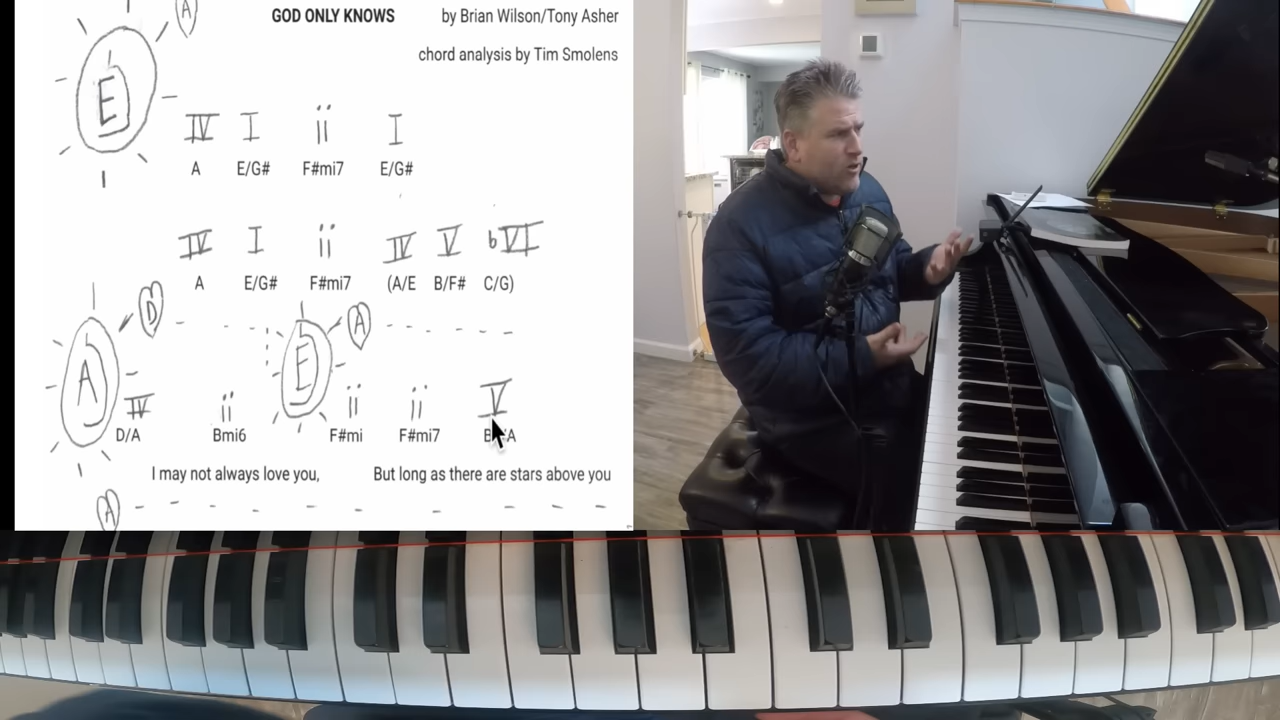 GOD ONLY KNOWS by Brian Wilson/Tony Asher
A
chord analysis by Tim Smolens
E
IV I ii I
A E/G# F#mi7 E/G#
IV I ii IV V bVI
A E/G# F#mi7 (A/E B/F# C/G)
D A
A E
IV ii ii ii V
D/A Bmi6 F#mi F#mi7
I may not always love you, But long as there are stars above you
A